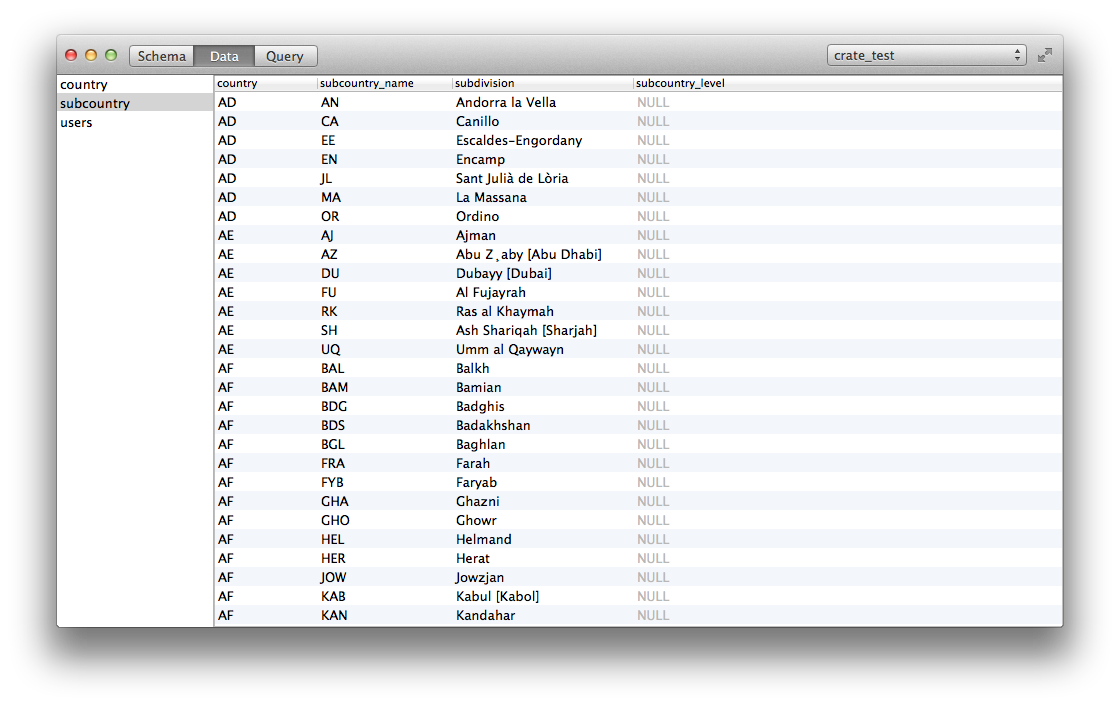 Schema Data Query crate_test
country
subcountry
users
country subcountry_name subdivision subcountry_level
AD AN Andorra la Vella NULL
AD CA Canillo NULL
AD EE Escaldes-Engordany NULL
AD EN Encamp NULL
AD JL Sant Julià de Lòria NULL
AD MA La Massana NULL
AD OR Ordino NULL
AE AJ Ajman NULL
AE AZ Abu Z¸aby [Abu Dhabi] NULL
AE DU Dubayy [Dubai] NULL
AE FU Al Fujayrah NULL
AE RK Ras al Khaymah NULL
AE SH Ash Shariqah [Sharjah] NULL
AE UQ Umm al Qaywayn NULL
AF BAL Balkh NULL
AF BAM Bamian NULL
AF BDG Badghis NULL
AF BDS Badakhshan NULL
AF BGL Baghlan NULL
AF FRA Farah NULL
AF FYB Faryab NULL
AF GHA Ghazni NULL
AF GHO Ghowr NULL
AF HEL Helmand NULL
AF HER Herat NULL
AF JOW Jowzjan NULL
AF KAB Kabul [Kabol] NULL
AF KAN Kandahar NULL